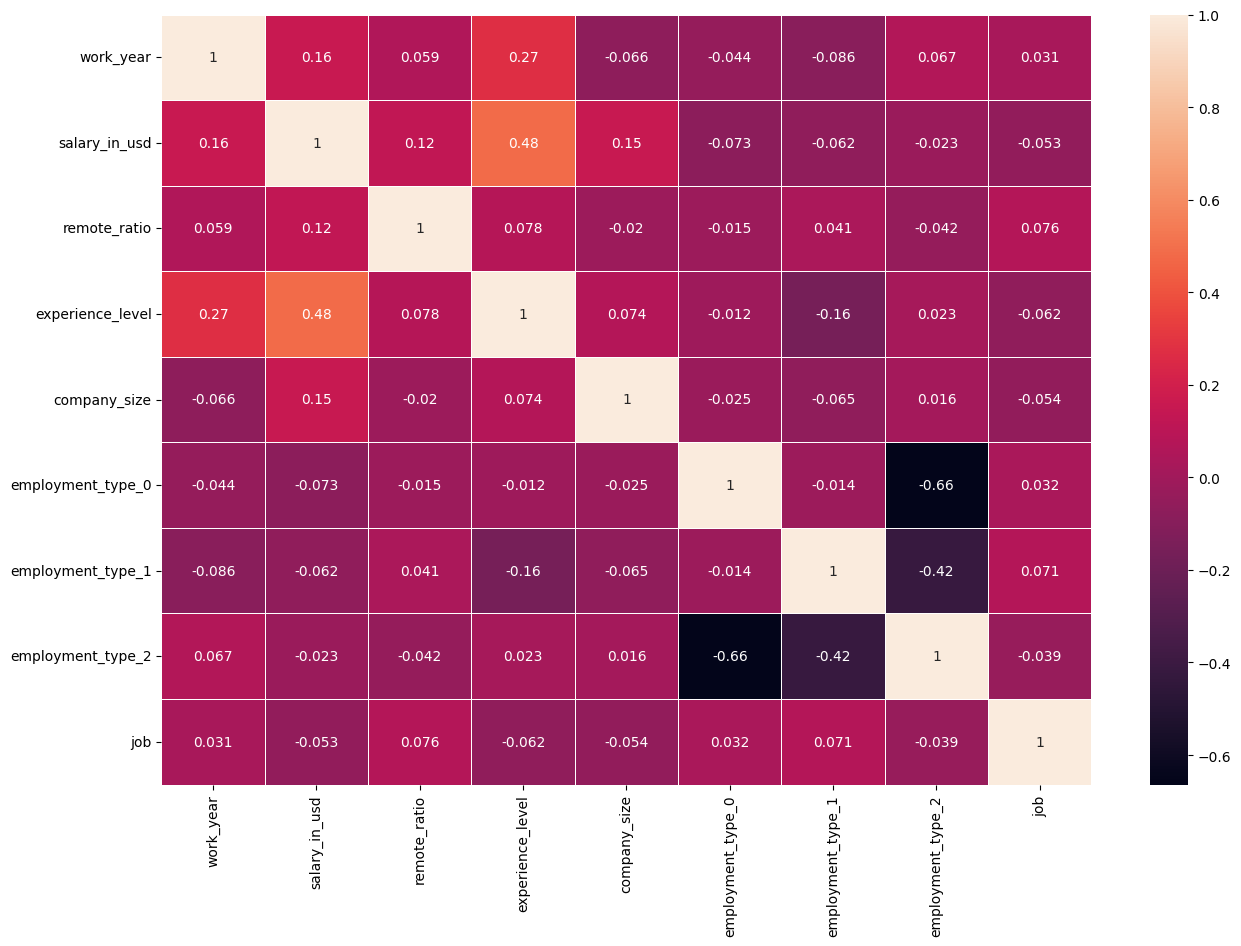 work_year 1 0.16 0.059 0.27 -0.066 -0.044 -0.086 0.067 0.031
salary_in_usd 0.16 1 0.12 0.48 0.15 -0.073 -0.062 -0.023 -0.053
remote_ratio 0.059 0.12 1 0.078 -0.02 -0.015 0.041 -0.042 0.076
experience_level 0.27 0.48 0.078 1 0.074 -0.012 -0.16 0.023 -0.062
company_size -0.066 0.15 -0.02 0.074 1 -0.025 -0.065 0.016 -0.054
employment_type_0 -0.044 -0.073 -0.015 -0.012 -0.025 1 -0.014 -0.66 0.032
employment_type_1 -0.086 -0.062 0.041 -0.16 -0.065 -0.014 1 -0.42 0.071
employment_type_2 0.067 -0.023 -0.042 0.023 0.016 -0.66 -0.42 1 -0.039
job 0.031 -0.053 0.076 -0.062 -0.054 0.032 0.071 -0.039 1
work_year
salary_in_usd
remote_ratio
experience_level
company_size
employment_type_0
employment_type_1
employment_type_2
job
1.0
0.8
0.6
0.4
0.2
0.0
−0.2
−0.4
−0.6